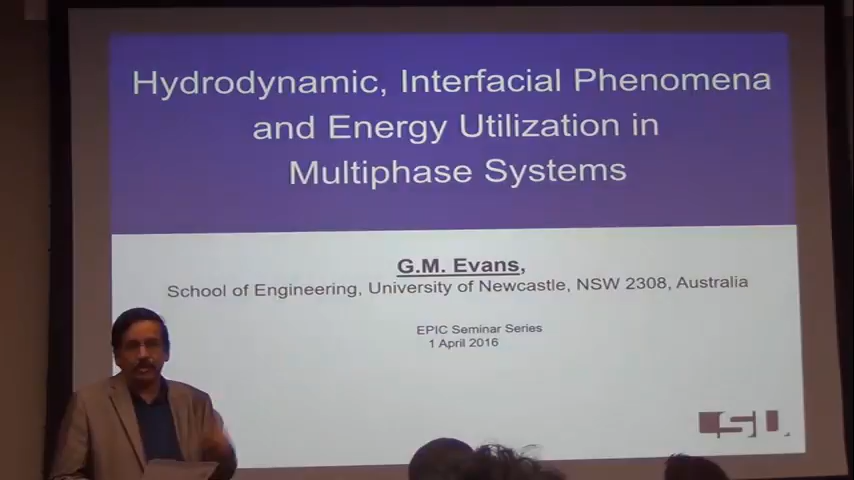 Hydrodynamic, Interfacial Phenomena
and Energy Utilization in
Multiphase Systems
G.M. Evans,
School of Engineering, University of Newcastle, NSW 2308, Australia
EPIC Seminar Series
1 April 2016
LSU